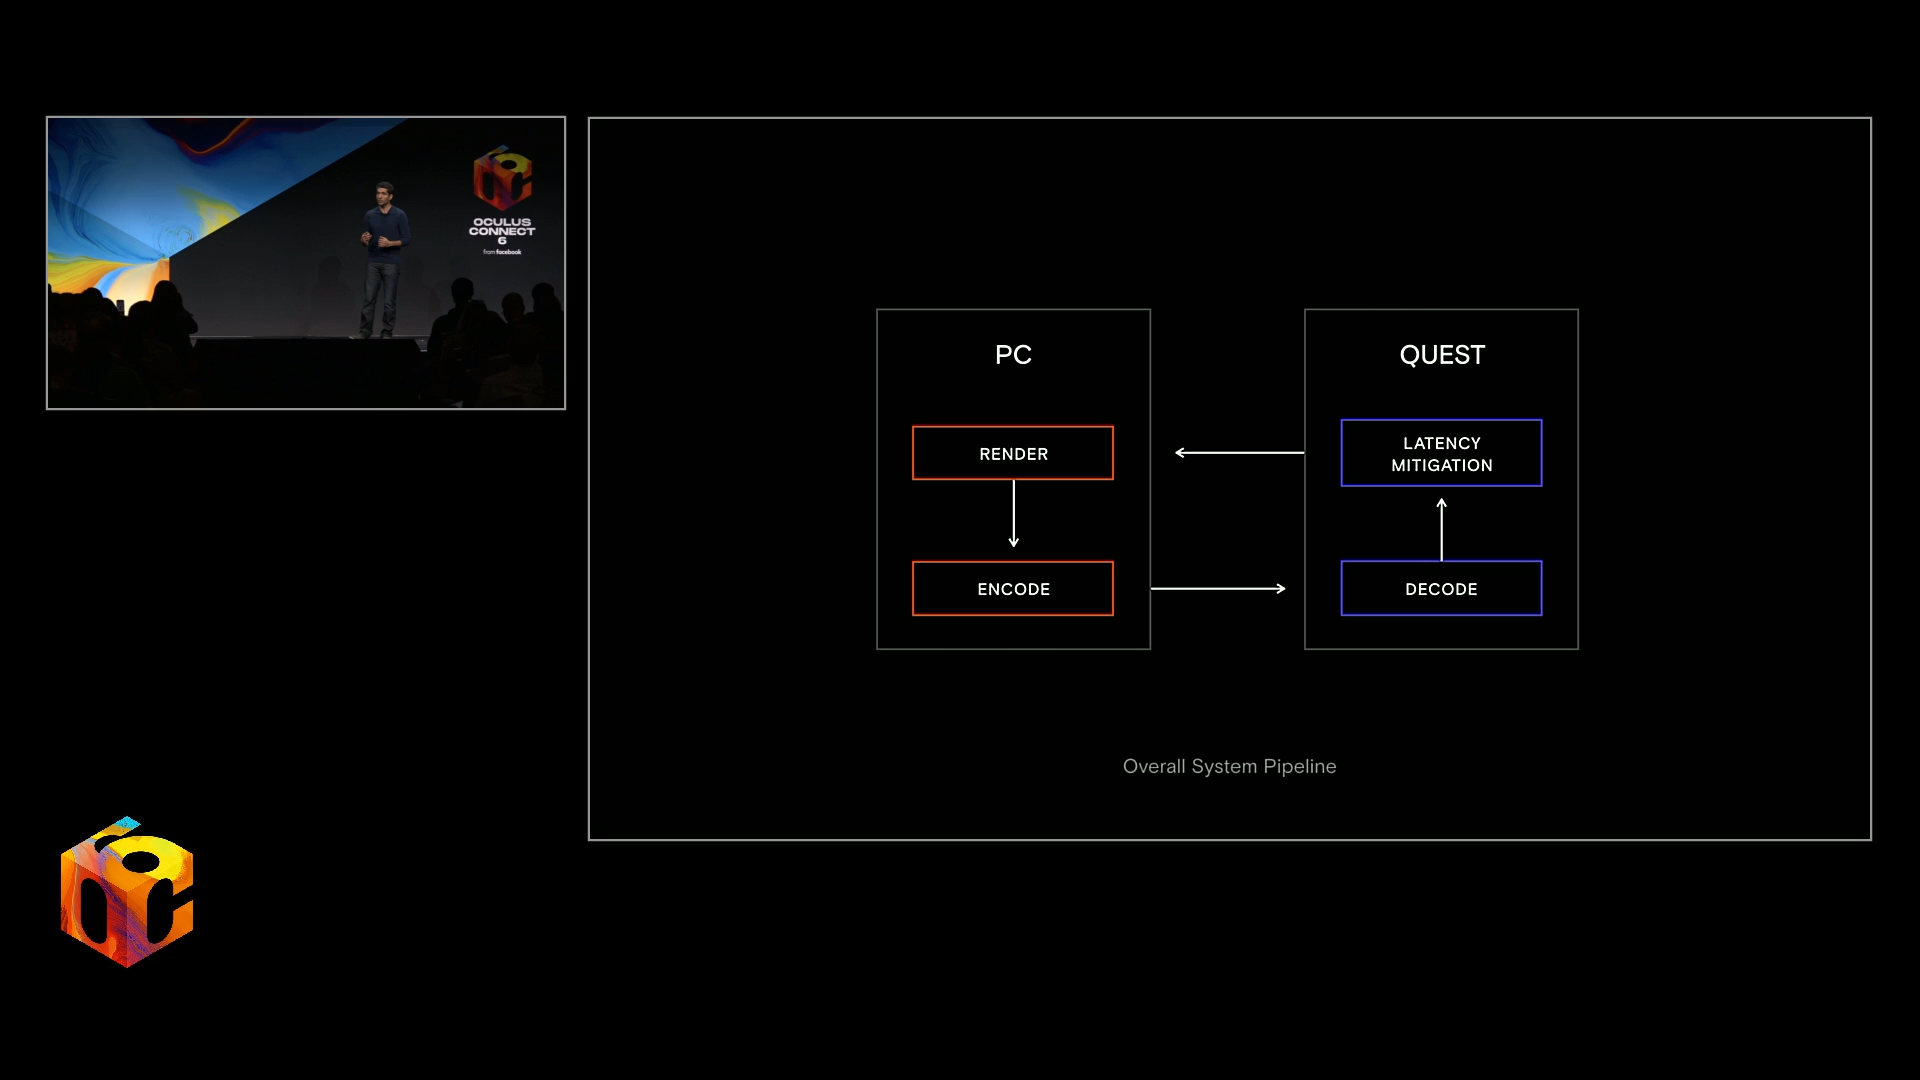 OCULUS
CONNECT
6
from facebook
PC
RENDER
ENCODE
QUEST
LATENCY
MITIGATION
DECODE
Overall System Pipeline